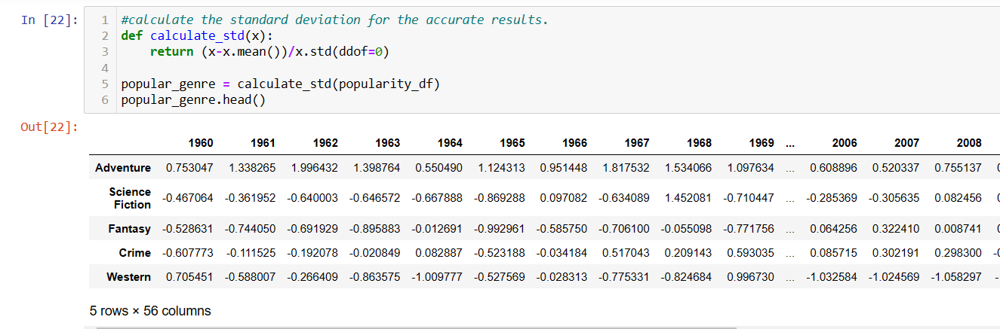 In [22]:
1 #calculate the standard deviation for the accurate results.
2 def calculate_std(x):
3     return (x-x.mean())/x.std(ddof=0)
4
5 popular_genre = calculate_std(popularity_df)
6 popular_genre.head()
Out[22]:
1960 1961 1962 1963 1964 1965 1966 1967 1968 1969 ... 2006 2007 2008
Adventure 0.753047 1.338265 1.996432 1.398764 0.550490 1.124313 0.951448 1.817532 1.534066 1.097634 ... 0.608896 0.520337 0.755137
Science
Fiction -0.467064 -0.361952 -0.640003 -0.646572 -0.667888 -0.869288 0.097082 -0.634089 1.452081 -0.710447 ... -0.285369 -0.305635 0.082456
Fantasy -0.528631 -0.744050 -0.691929 -0.895883 -0.012691 -0.992961 -0.585750 -0.706100 -0.055098 -0.771756 ... 0.064256 0.322410 0.008741
Crime -0.607773 -0.111525 -0.192078 -0.020849 0.082887 -0.523188 -0.034184 0.517043 0.209143 0.593035 ... 0.085715 0.302191 0.298300
Western 0.705451 -0.588007 -0.266409 -0.863575 -1.009777 -0.527569 -0.028313 -0.775331 -0.824684 0.996730 ... -1.032584 -1.024569 -1.058297
5 rows × 56 columns